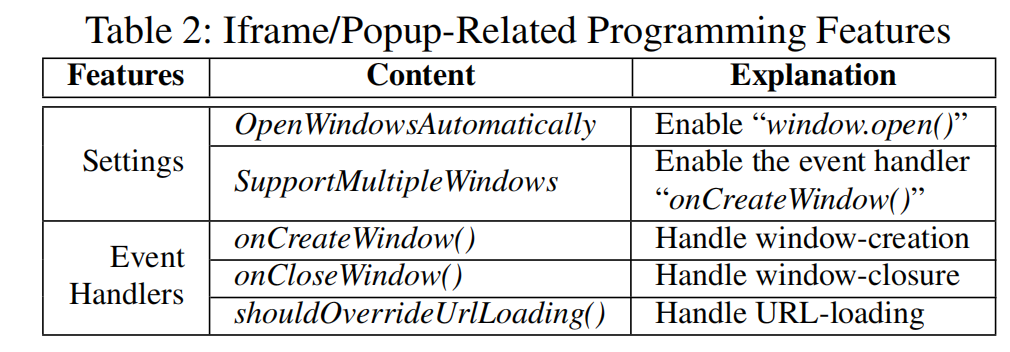 Table 2: Iframe/Popup-Related Programming Features
Features Content Explanation
Settings
OpenWindowsAutomatically Enable “window.open()”
SupportMultipleWindows Enable the event handler
“onCreateWindow()”
Event
Handlers
onCreateWindow() Handle window-creation
onCloseWindow() Handle window-closure
shouldOverrideUrlLoading() Handle URL-loading